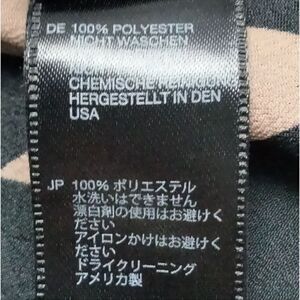 DE 100% POLYESTER
NICHT WASCHEN
CHEMISCHE REINIGUNG
HERGESTELLT IN DEN
USA
JP 100% ポリエステル
水洗いはできません
漂白剤の使用はお避けく
ださい
アイロンかけはお避けく
ださい
ドライクリーニング
アメリカ製